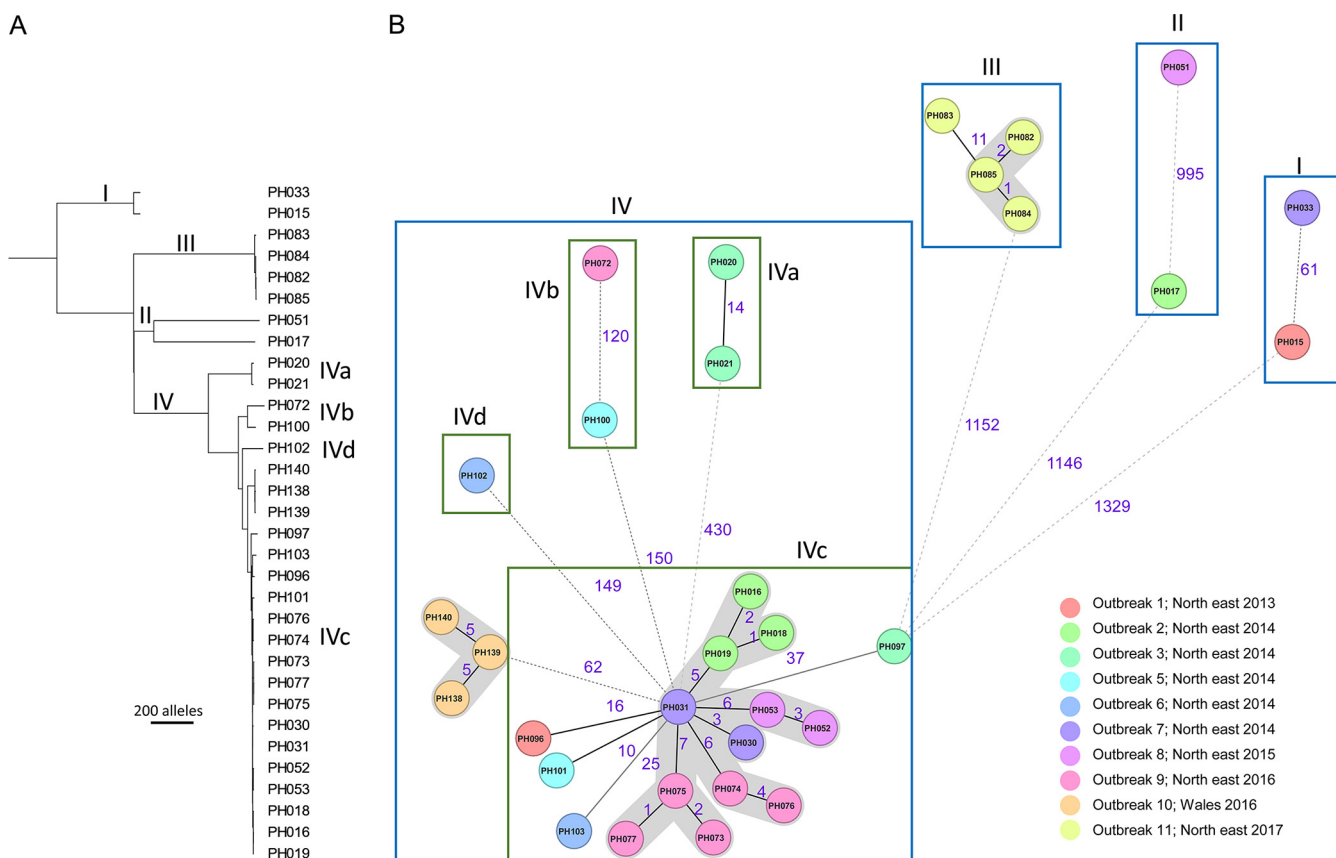 A
B
I
III
II
IV
IVa
IVb
IVd
IVc
PH033
PH015
PH083
PH084
PH082
PH085
PH051
PH017
PH020
PH021
PH072
PH100
PH102
PH140
PH138
PH139
PH097
PH103
PH096
PH101
PH076
PH074
PH073
PH077
PH075
PH030
PH031
PH052
PH053
PH018
PH016
PH019
200 alleles
II
PH051
995
PH017
III
PH083
11
PH082
2
PH085
1
PH084
I
PH033
61
PH015
IV
IVb
PH072
120
PH100
IVa
PH020
14
PH021
IVd
PH102
1152
1146
1329
430
150
149
IVc
PH140
5
PH139
5
PH138
62
PH016
2
PH018
1
PH019
37
PH097
5
PH031
16
PH096
PH101
10
25
PH103
6
PH053
3
PH052
3
PH030
7
6
PH075
1
2
PH077
PH073
PH074
4
PH076
Outbreak 1; North east 2013
Outbreak 2; North east 2014
Outbreak 3; North east 2014
Outbreak 5; North east 2014
Outbreak 6; North east 2014
Outbreak 7; North east 2014
Outbreak 8; North east 2015
Outbreak 9; North east 2016
Outbreak 10; Wales 2016
Outbreak 11; North east 2017